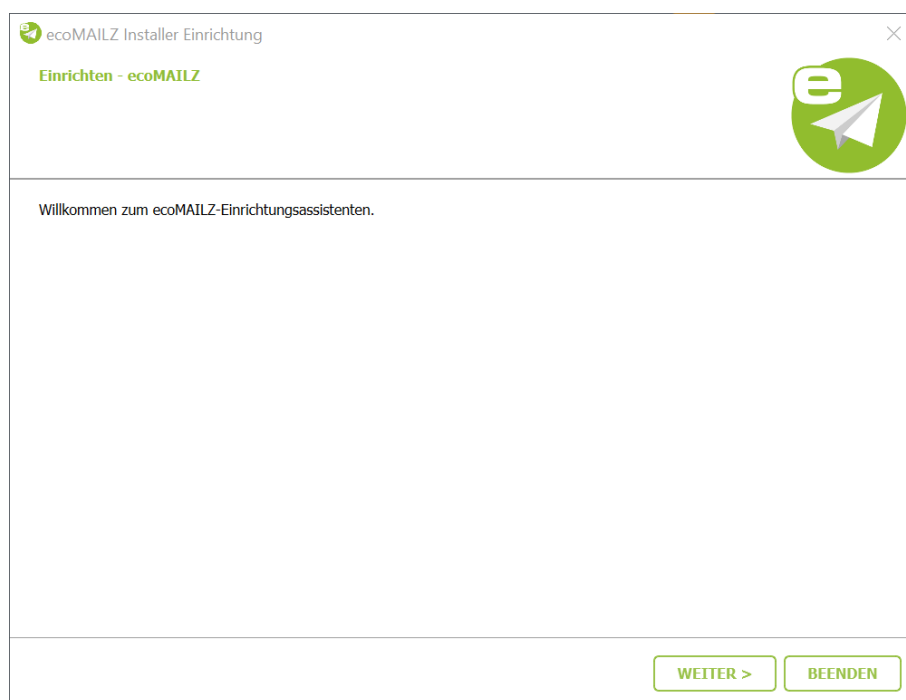 ecoMAILZ Installer Einrichtung
Einrichten - ecoMAILZ
e
Willkommen zum ecoMAILZ-Einrichtungsassistenten.
WEITER >
BEENDEN